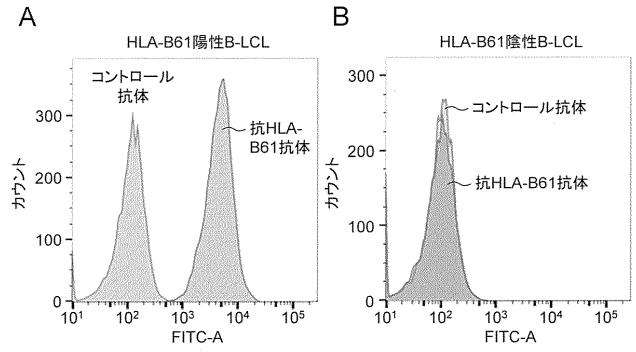 A
HLA-B61陽性B-LCL
コントロール
抗体
抗HLA-
B61抗体
カウント
300
200
100
0
10¹ 10² 10³ 10⁴ 10⁵
FITC-A
B
HLA-B61陰性B-LCL
コントロール抗体
抗HLA-B61抗体
カウント
300
200
100
0
10¹ 10² 10³ 10⁴ 10⁵
FITC-A